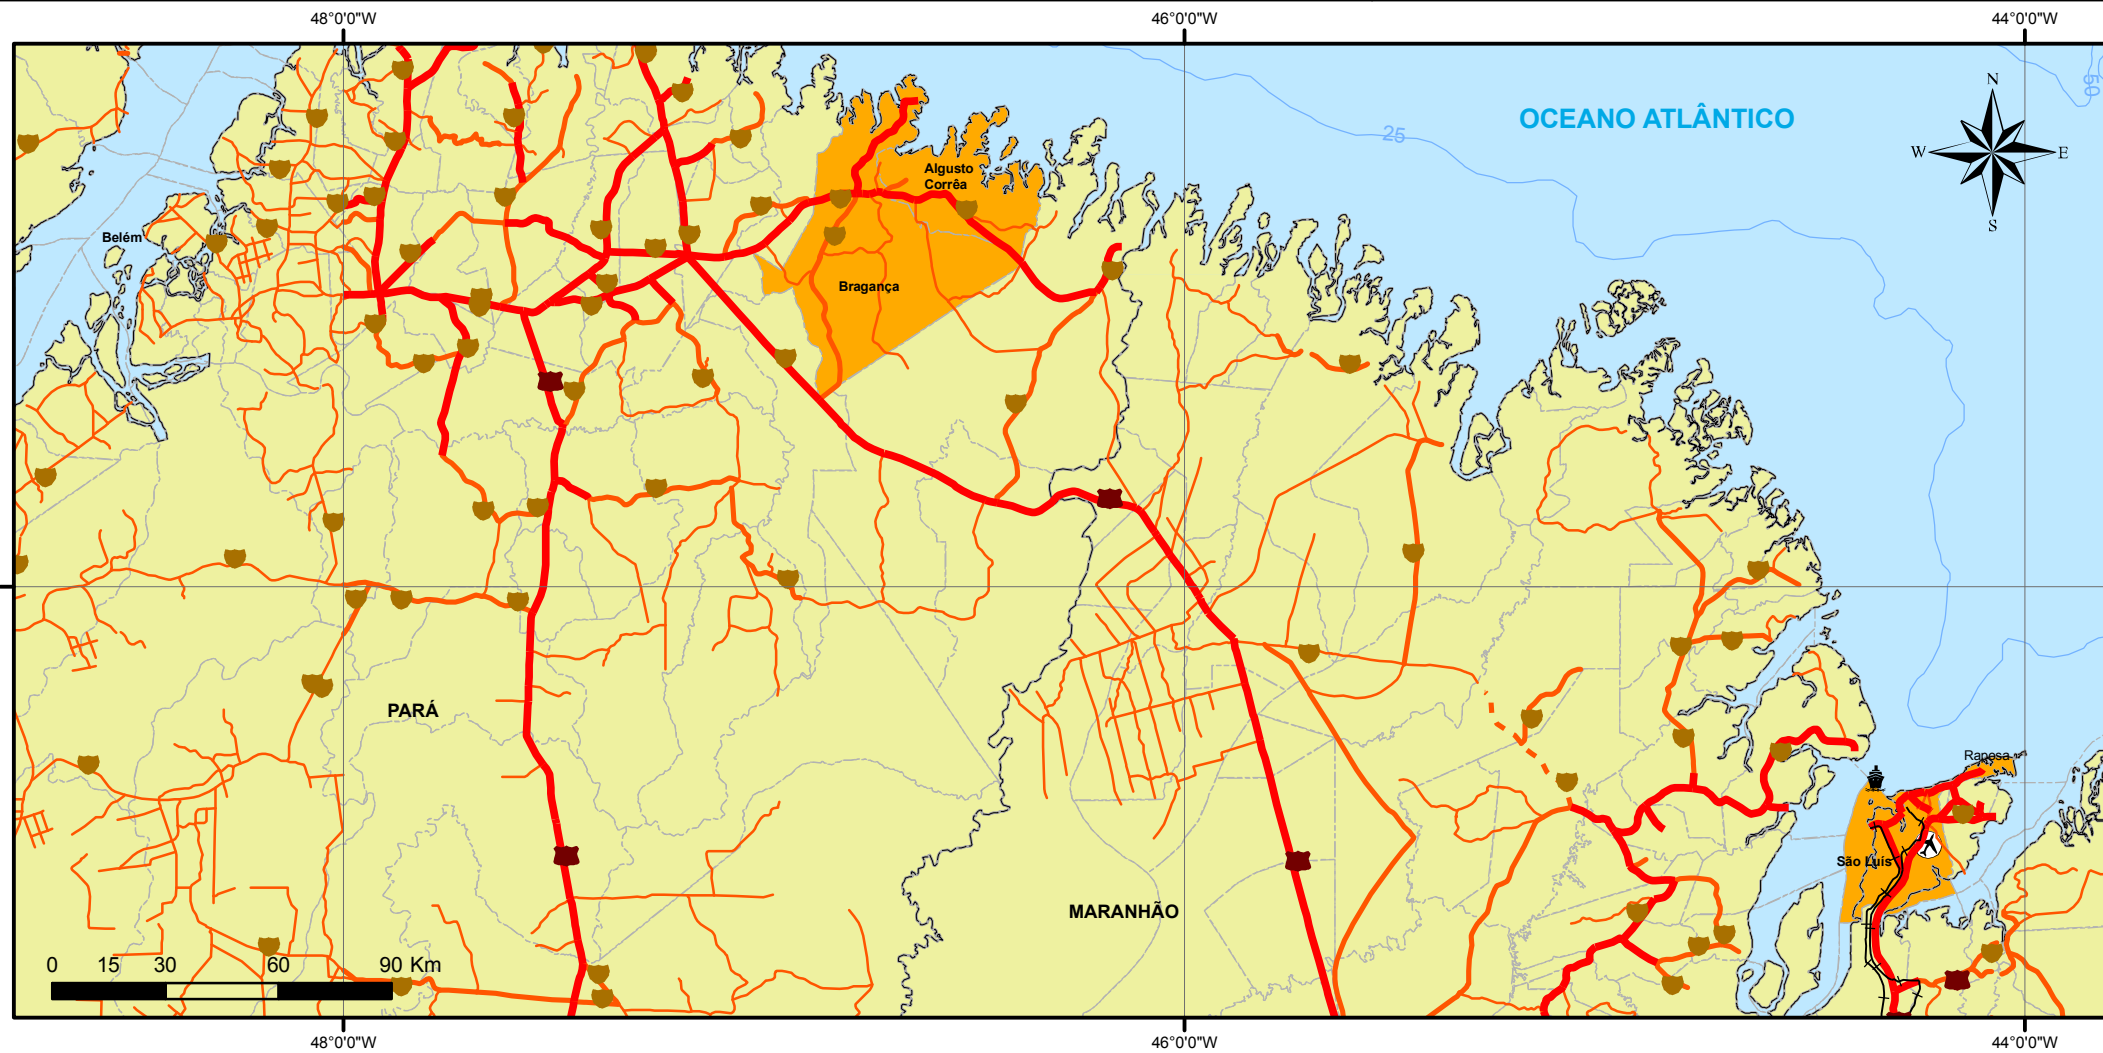 48°0'0"W
46°0'0"W
44°0'0"W
50
N
OCEANO ATLÂNTICO
25
W
E
Algusto
Corrêa
S
Belém
Bragança
PARÁ
Raposa
São Luís
MARANHÃO
0 15 30 60 90 Km
48°0'0"W
46°0'0"W
44°0'0"W